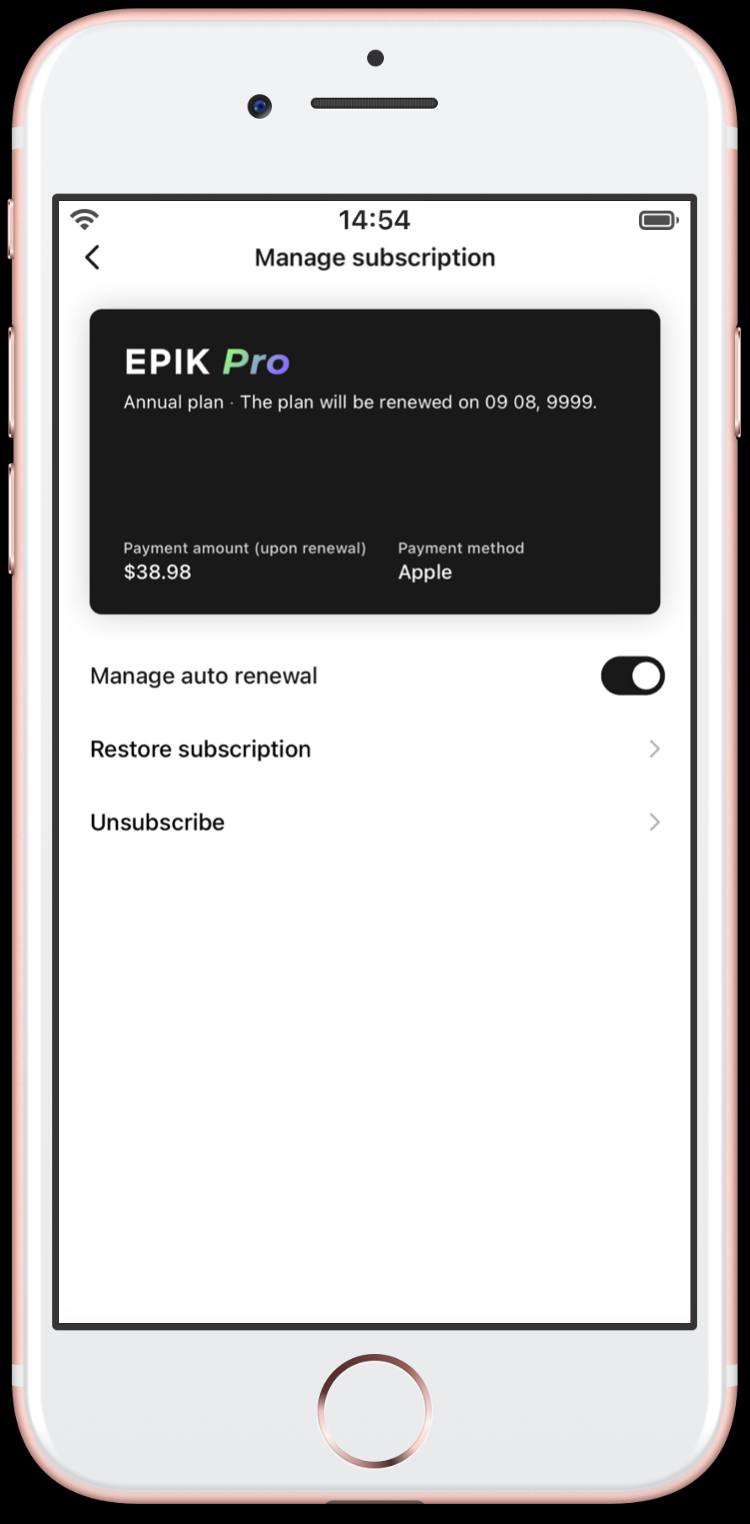 14:54
Manage subscription
EPIK Pro
Annual plan · The plan will be renewed on 09 08, 9999.
Payment amount (upon renewal) Payment method
$38.98 Apple
Manage auto renewal
Restore subscription
Unsubscribe